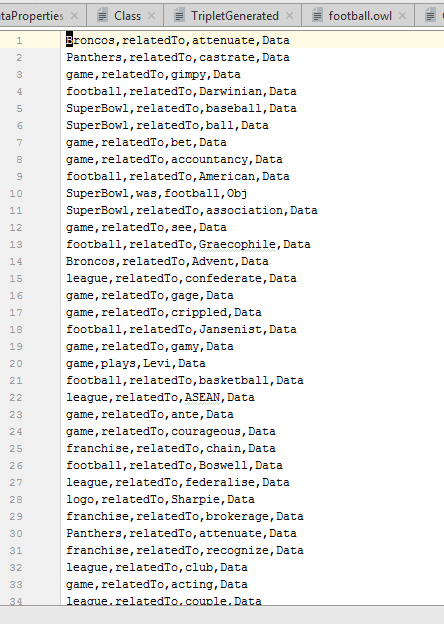 taProperties Class TripletGenerated football.owl
1 Broncos,relatedTo,attenuate,Data
2 Panthers,relatedTo,castrate,Data
3 game,relatedTo,gimpy,Data
4 football,relatedTo,Darwinian,Data
5 SuperBowl,relatedTo,baseball,Data
6 SuperBowl,relatedTo,ball,Data
7 game,relatedTo,bet,Data
8 game,relatedTo,accountancy,Data
9 football,relatedTo,American,Data
10 SuperBowl,was,football,Obj
11 SuperBowl,relatedTo,association,Data
12 game,relatedTo,see,Data
13 football,relatedTo,Graecophile,Data
14 Broncos,relatedTo,Advent,Data
15 league,relatedTo,confederate,Data
16 game,relatedTo,gage,Data
17 game,relatedTo,crippled,Data
18 football,relatedTo,Jansenist,Data
19 game,relatedTo,gamy,Data
20 game,plays,Levi,Data
21 football,relatedTo,basketball,Data
22 league,relatedTo,ASEAN,Data
23 game,relatedTo,ante,Data
24 game,relatedTo,courageous,Data
25 franchise,relatedTo,chain,Data
26 football,relatedTo,Boswell,Data
27 league,relatedTo,federalise,Data
28 logo,relatedTo,Sharpie,Data
29 franchise,relatedTo,brokerage,Data
30 Panthers,relatedTo,attenuate,Data
31 franchise,relatedTo,recognize,Data
32 league,relatedTo,club,Data
33 game,relatedTo,acting,Data
34 league,relatedTo,couple,Data